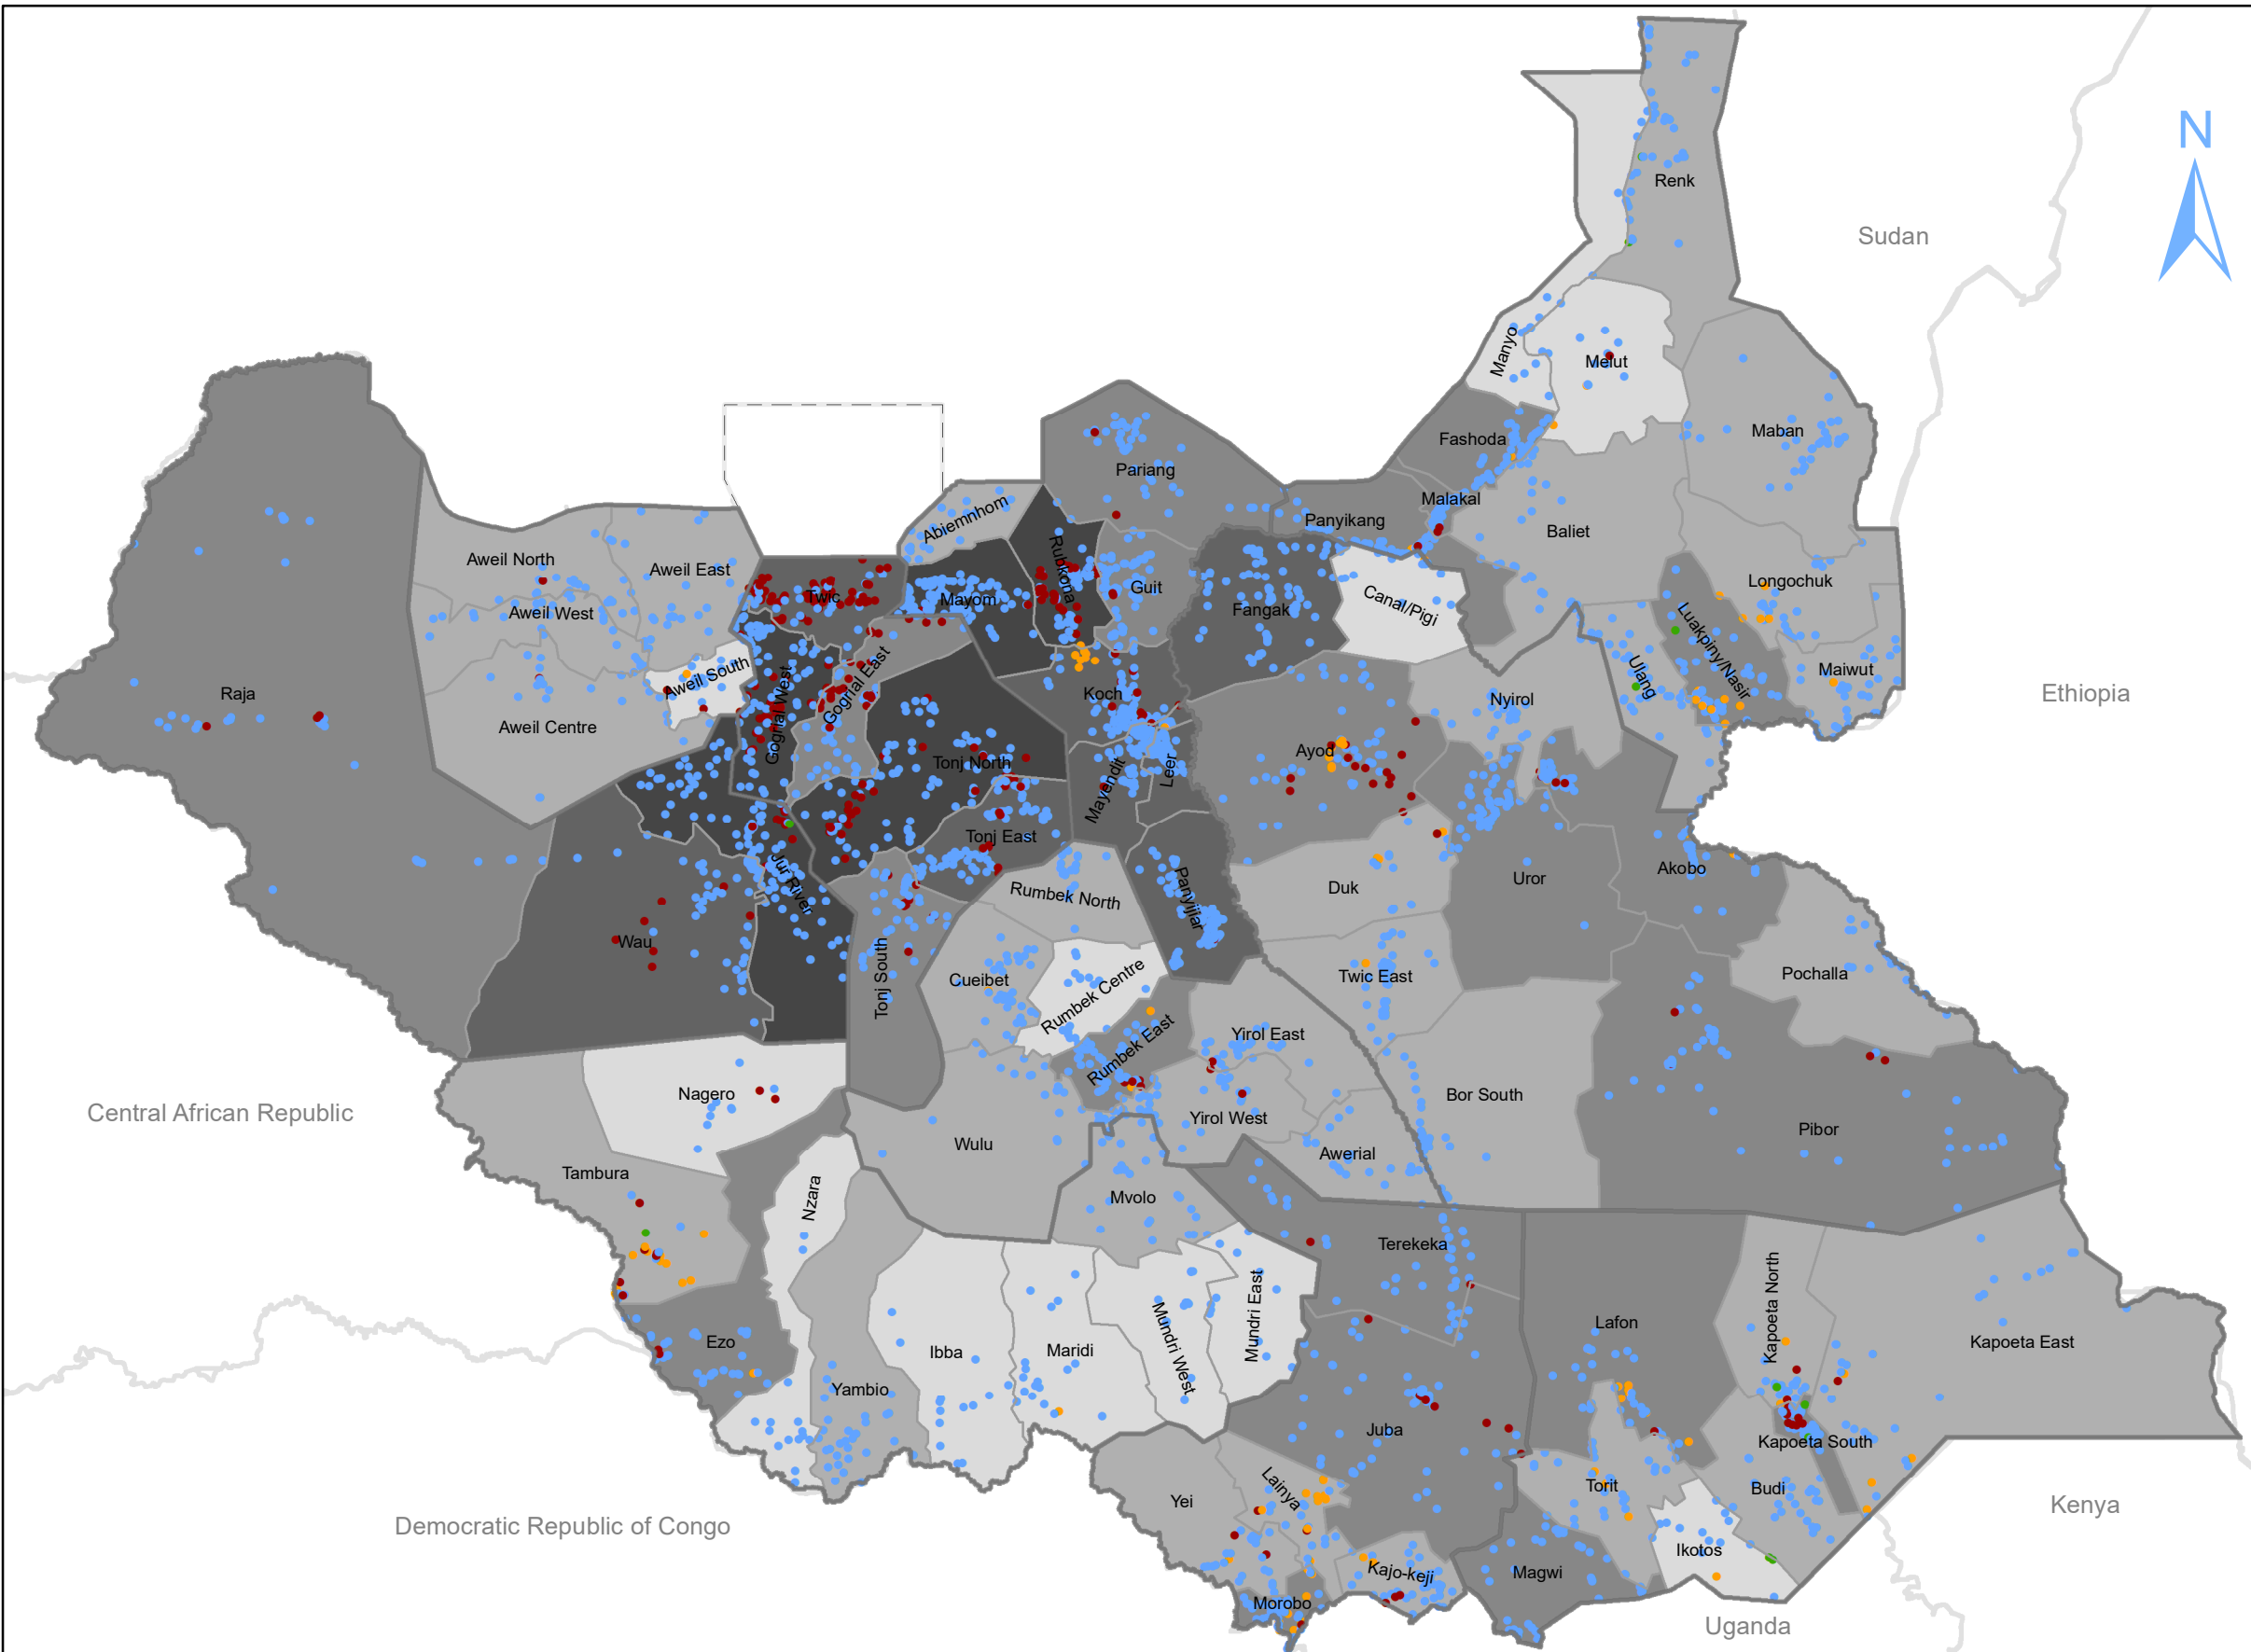 N
Renk
Sudan
Manyo
Melut
Fashoda
Maban
Pariang
Malakal
Abiemnhom
Panyikang
Baliet
Aweil North
Aweil East
Rubkona
Longochuk
Guit
Twic
Mayom
Fangak
Canal/Pigi
Aweil West
Luakpiny/Nasir
Maiwut
Ulang
Aweil South
Gogrial East
Raja
Koch
Nyirol
Ethiopia
Aweil Centre
Gogrial West
Ayod
Tonj North
Mayendit
Leer
Tonj East
Akobo
Uror
Duk
Jur River
Rumbek North
Panyijiar
Wau
Tonj South
Cueibet
Twic East
Pochalla
Rumbek Centre
Yirol East
Rumbek East
Nagero
Bor South
Central African Republic
Yirol West
Pibor
Wulu
Awerial
Tambura
Nzara
Mvolo
Terekeka
Kapoeta North
Mundri East
Lafon
Ezo
Ibba
Maridi
Mundri West
Kapoeta East
Yambio
Juba
Kapoeta South
Lainya
Torit
Budi
Yei
Kenya
Democratic Republic of Congo
Ikotos
Kajo-keji
Magwi
Morobo
Uganda